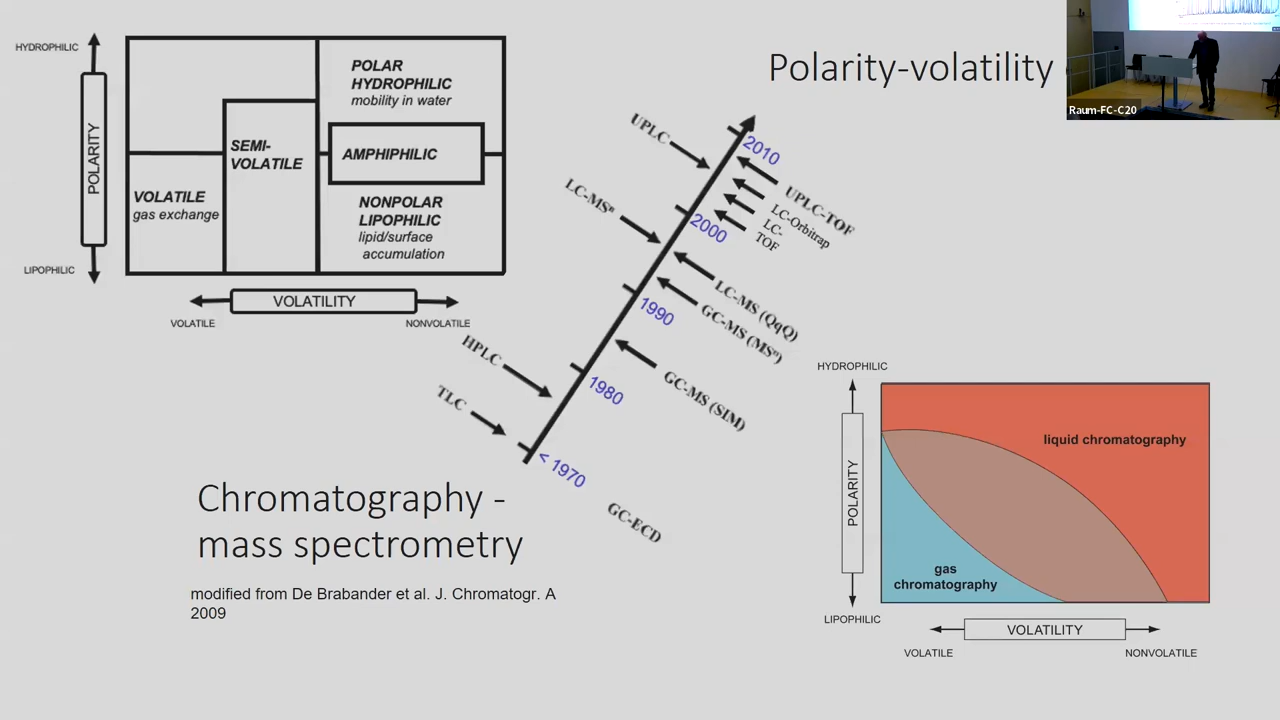 Polarity-volatility
Raum-FC-C20
HYDROPHILIC
POLARITY
LIPOPHILIC
POLAR
HYDROPHILIC
mobility in water
SEMI-
VOLATILE
AMPHIPHILIC
VOLATILE
gas exchange
NONPOLAR
LIPOPHILIC
lipid/surface
accumulation
VOLATILITY
VOLATILE
NONVOLATILE
UPLC
2010
UPLC-TOF
LC-Orbitrap
LC-
TOF
LC-MSⁿ
2000
LC-MS (QqQ)
GC-MS (MSⁿ)
1990
GC-MS (SIM)
HPLC
1980
TLC
< 1970
GC-ECD
Chromatography -
mass spectrometry
modified from De Brabander et al. J. Chromatogr. A
2009
HYDROPHILIC
POLARITY
LIPOPHILIC
liquid chromatography
gas
chromatography
VOLATILITY
VOLATILE
NONVOLATILE